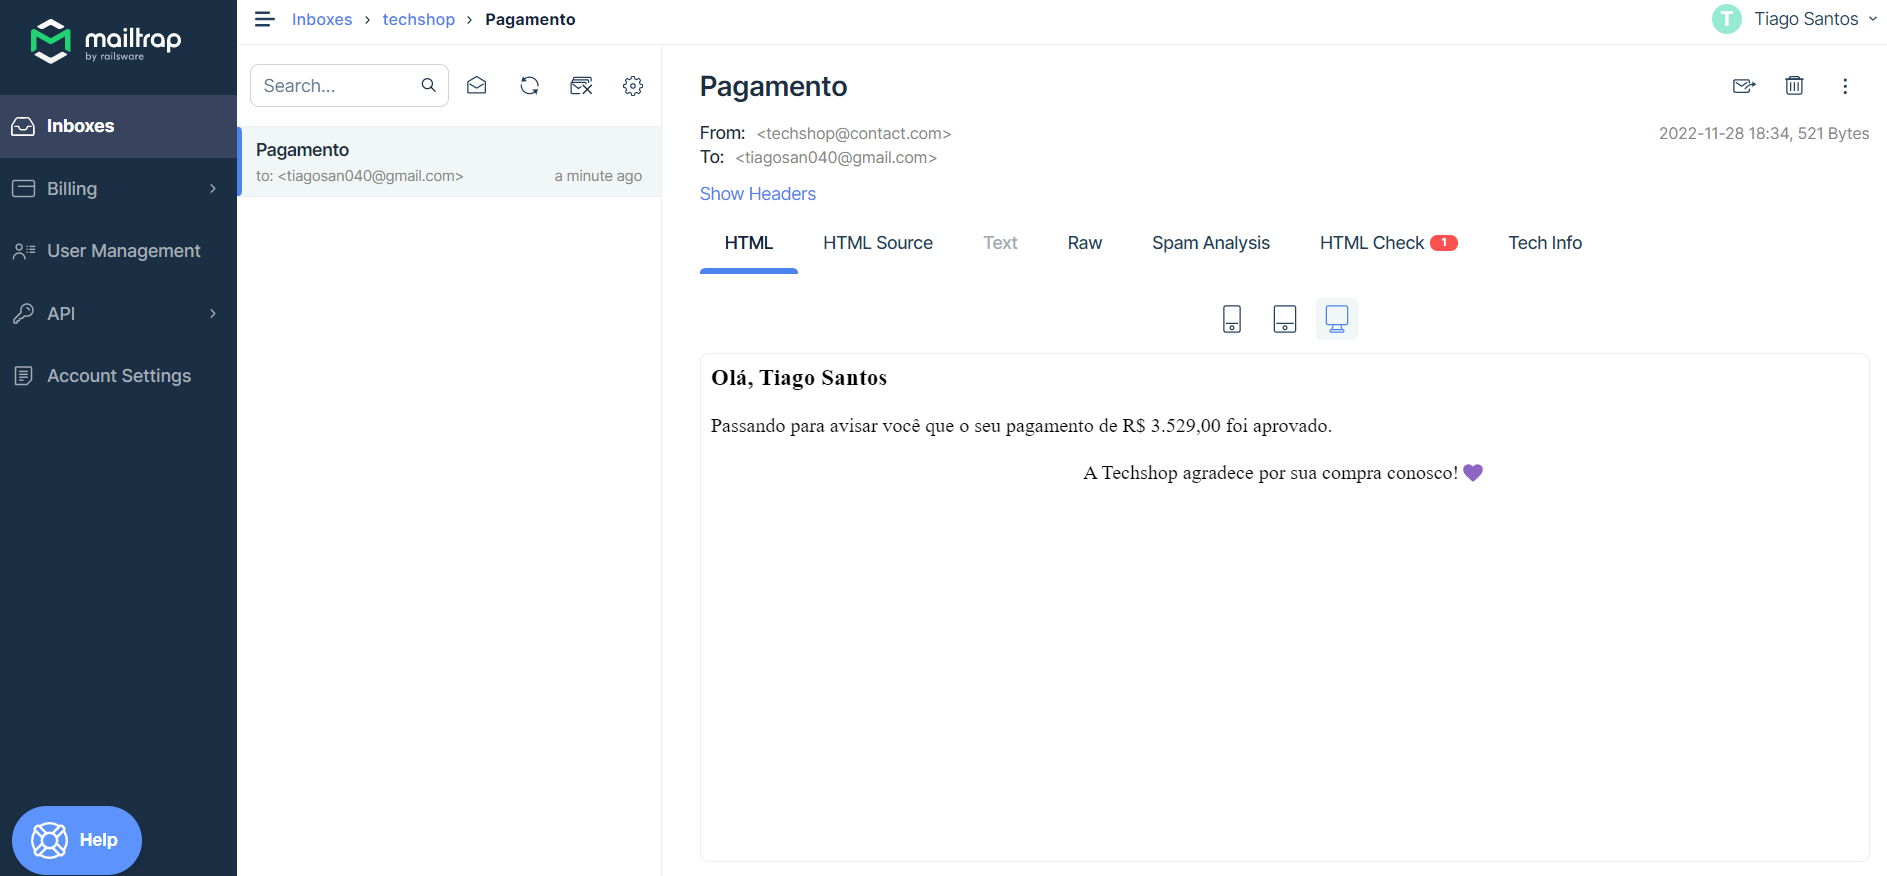 mailtrap
by railsware
Inboxes
Billing
User Management
API
Account Settings
Help
Inboxes › techshop › Pagamento
T Tiago Santos
Search...
Pagamento
to: <tiagosan040@gmail.com> a minute ago
Pagamento
From: <techshop@contact.com>
2022-11-28 18:34, 521 Bytes
To: <tiagosan040@gmail.com>
Show Headers
HTML HTML Source Text Raw Spam Analysis HTML Check 1 Tech Info
Olá, Tiago Santos
Passando para avisar você que o seu pagamento de R$ 3.529,00 foi aprovado.
A Techshop agradece por sua compra conosco! 💜